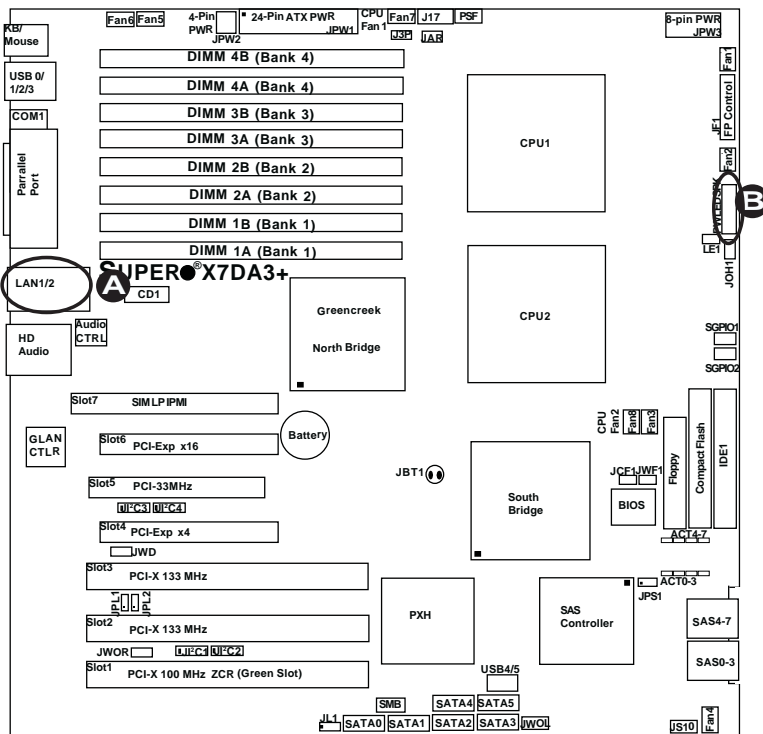 KB/
Mouse
Fan6
Fan5
4-Pin
PWR
JPW2
24-Pin ATX PWR
JPW1
CPU
Fan 1
Fan7
J17
PSF
J3P
JAR
8-pin PWR
JPW3
USB 0/
1/2/3
COM1
Parrallel
Port
DIMM 4B (Bank 4)
DIMM 4A (Bank 4)
DIMM 3B (Bank 3)
DIMM 3A (Bank 3)
DIMM 2B (Bank 2)
DIMM 2A (Bank 2)
DIMM 1B (Bank 1)
DIMM 1A (Bank 1)
CPU1
Fan1
JF1
FP Control
Fan2
PWLEDSPK
B
LE1
JOH1
LAN1/2
A
SUPER●®X7DA3+
CD1
HD
Audio
Audio
CTRL
Greencreek
North Bridge
CPU2
SGPIO1
SGPIO2
Slot7
SIMLP IPMI
GLAN
CTLR
Slot6
PCI-Exp x16
Battery
CPU
Fan2
Fan8
Fan3
Floppy
Compact Flash
IDE1
Slot5
PCI-33MHz
JBT1
JCF1
JWF1
BIOS
South
Bridge
JI²C3
JI²C4
Slot4
PCI-Exp x4
JWD
ACT4-7
Slot3
PCI-X 133 MHz
JPL1
JPL2
ACT0-3
JPS1
PXH
SAS
Controller
Slot2
PCI-X 133 MHz
SAS4-7
JWOR
JI²C1
JI²C2
Slot1
PCI-X 100 MHz ZCR (Green Slot)
USB4/5
SAS0-3
SMB
SATA4
SATA5
JL1
SATA0
SATA1
SATA2
SATA3
JWOL
JS10
Fan4